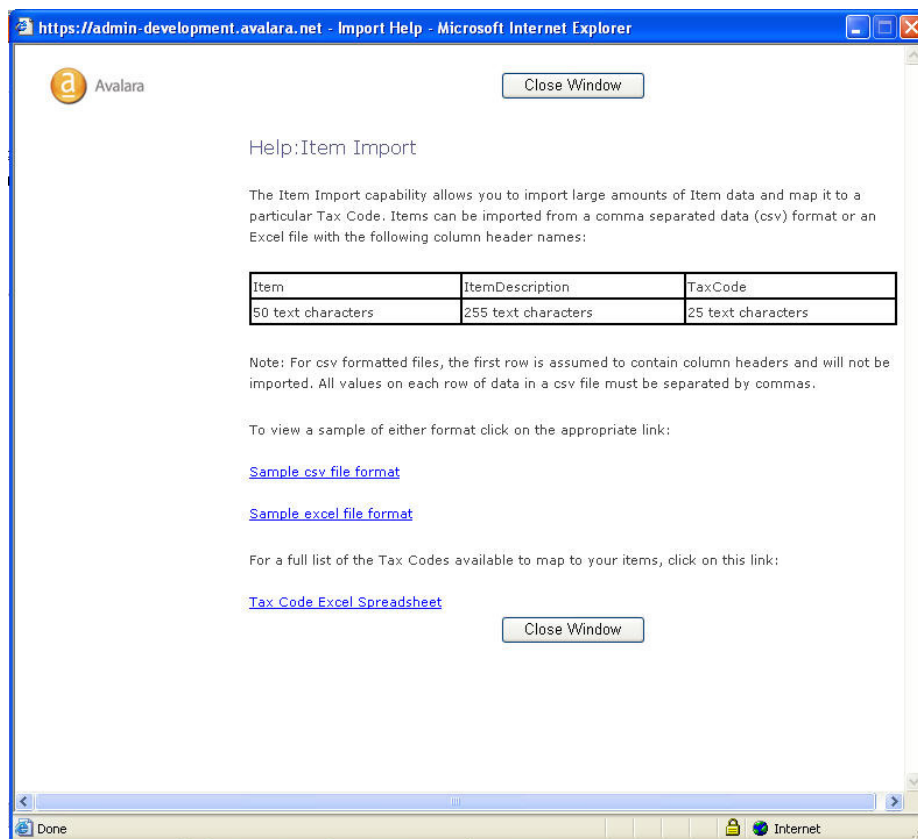 https://admin-development.avalara.net - Import Help - Microsoft Internet Explorer
a Avalara
Close Window
Help:Item Import
The Item Import capability allows you to import large amounts of Item data and map it to a
particular Tax Code. Items can be imported from a comma separated data (csv) format or an
Excel file with the following column header names:
Item ItemDescription TaxCode
50 text characters 255 text characters 25 text characters
Note: For csv formatted files, the first row is assumed to contain column headers and will not be
imported. All values on each row of data in a csv file must be separated by commas.
To view a sample of either format click on the appropriate link:
Sample csv file format
Sample excel file format
For a full list of the Tax Codes available to map to your items, click on this link:
Tax Code Excel Spreadsheet
Close Window
Done Internet